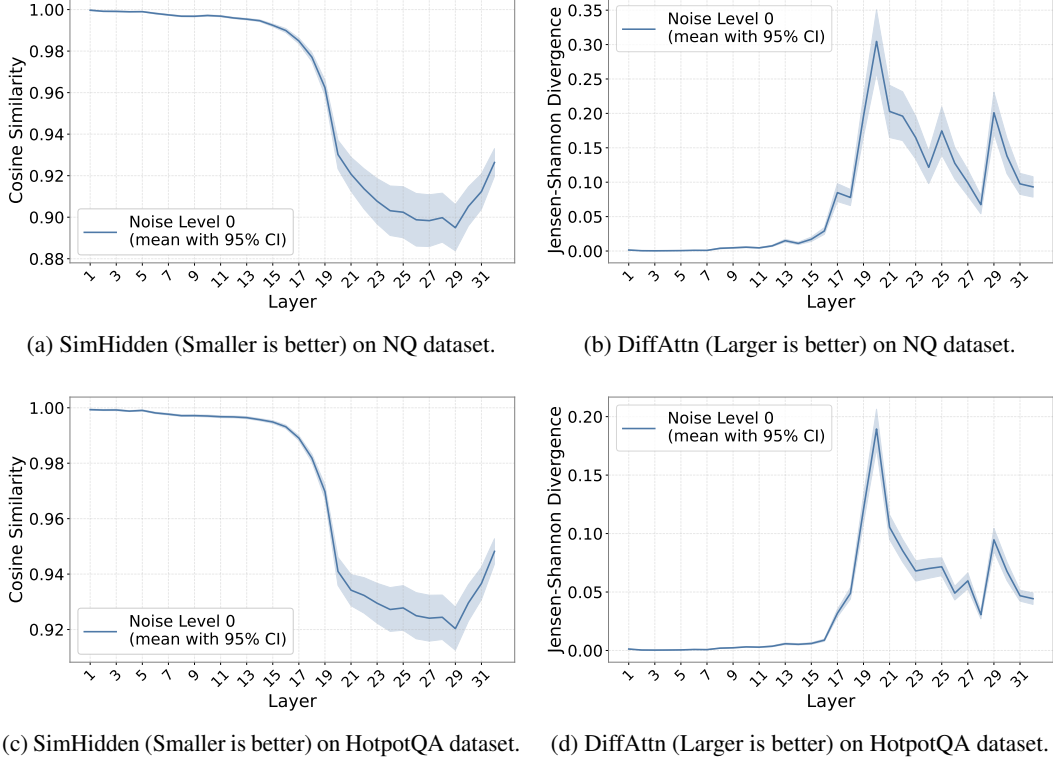 1.00
0.98
0.96
0.94
0.92
0.90
0.88
Cosine Similarity
Noise Level 0
(mean with 95% CI)
1 3 5 7 9 11 13 15 17 19 21 23 25 27 29 31
Layer
(a) SimHidden (Smaller is better) on NQ dataset.
0.35
0.30
0.25
0.20
0.15
0.10
0.05
0.00
Jensen-Shannon Divergence
Noise Level 0
(mean with 95% CI)
1 3 5 7 9 11 13 15 17 19 21 23 25 27 29 31
Layer
(b) DiffAttn (Larger is better) on NQ dataset.
1.00
0.98
0.96
0.94
0.92
Cosine Similarity
Noise Level 0
(mean with 95% CI)
1 3 5 7 9 11 13 15 17 19 21 23 25 27 29 31
Layer
(c) SimHidden (Smaller is better) on HotpotQA dataset.
0.20
0.15
0.10
0.05
0.00
Jensen-Shannon Divergence
Noise Level 0
(mean with 95% CI)
1 3 5 7 9 11 13 15 17 19 21 23 25 27 29 31
Layer
(d) DiffAttn (Larger is better) on HotpotQA dataset.